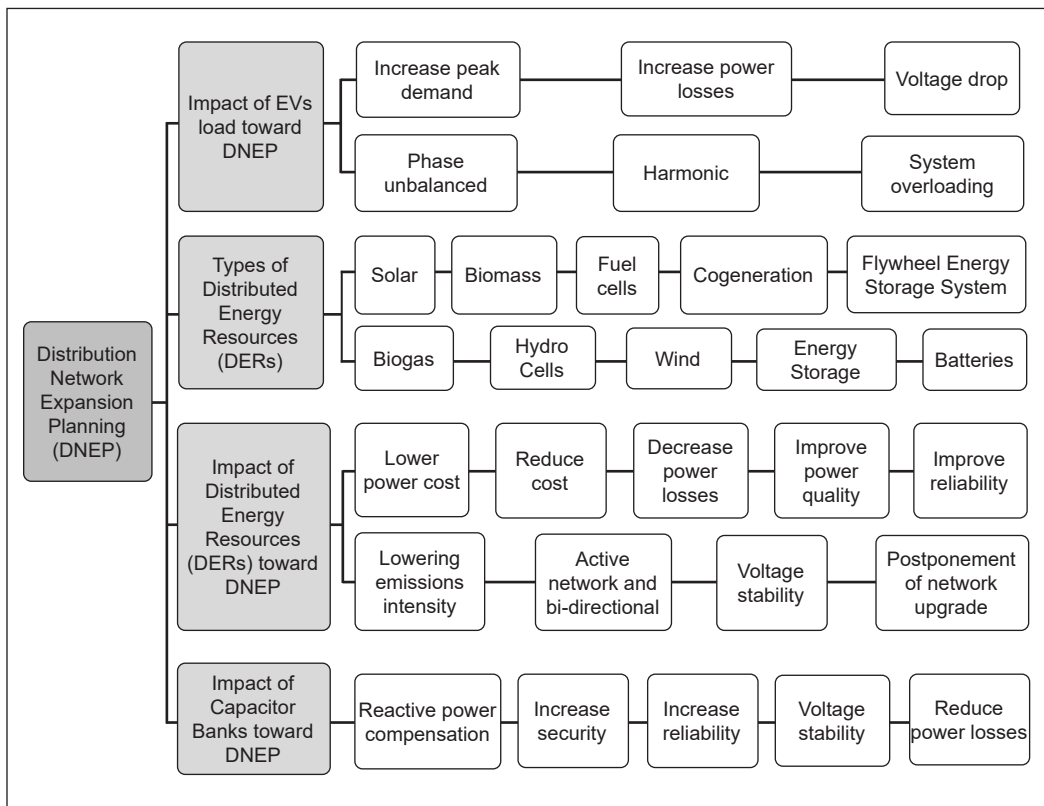 Distribution
Network
Expansion
Planning
(DNEP)
Impact of EVs
load toward
DNEP
Increase peak
demand
Increase power
losses
Voltage drop
Phase
unbalanced
Harmonic
System
overloading
Types of
Distributed
Energy
Resources
(DERs)
Solar
Biomass
Fuel
cells
Cogeneration
Flywheel Energy
Storage System
Biogas
Hydro
Cells
Wind
Energy
Storage
Batteries
Impact of
Distributed
Energy
Resources
(DERs) toward
DNEP
Lower
power cost
Reduce
cost
Decrease
power
losses
Improve
power
quality
Improve
reliability
Lowering
emissions
intensity
Active
network and
bi-directional
Voltage
stability
Postponement
of network
upgrade
Impact of
Capacitor
Banks toward
DNEP
Reactive power
compensation
Increase
security
Increase
reliability
Voltage
stability
Reduce
power losses